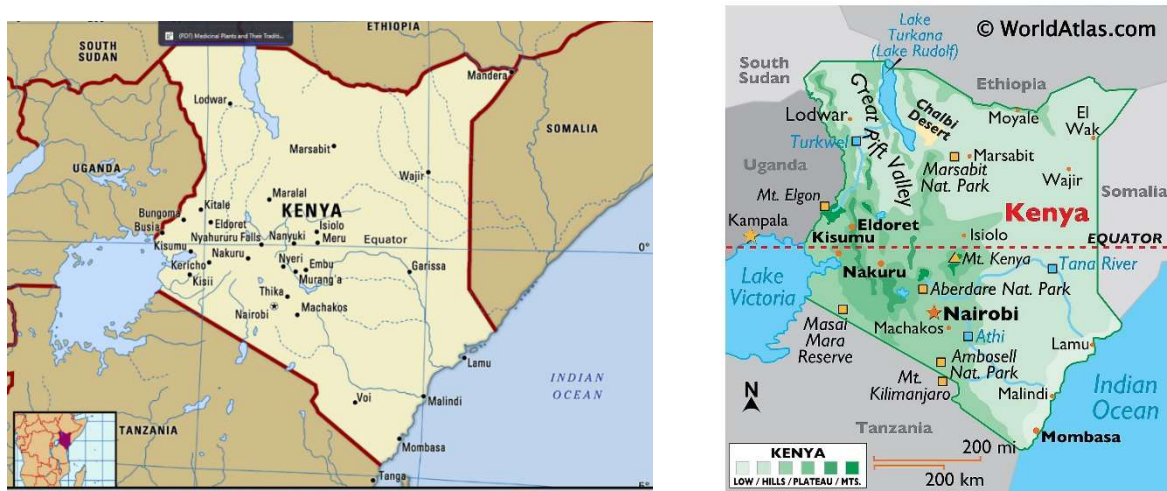 (PDF) Medicinal Plants and Their Traditi...
SOUTH
SUDAN
ETHIOPIA
Mandera
Lodwar
SOMALIA
Marsabit
UGANDA
Wajir
Maralal
Kitale
KENYA
Bungoma
Isiolo
Busia
Eldoret
Nanyuki
Meru
Nyahururu Falls
Equator
0°
Kisumu
Nakuru
Kericho
Nyeri
Embu
Garissa
Kisii
Murang'a
Thika
Machakos
Nairobi
Lamu
INDIAN
OCEAN
Voi
Malindi
TANZANIA
Mombasa
Tanga
5°
Lake
Turkana
(Lake Rudolf)
© WorldAtlas.com
South
Sudan
Ethiopia
Great Rift Valley
Chalbi
Desert
Moyale
El
Wak
Lodwar
Turkwel
Marsabit
Marsabit
Nat. Park
Uganda
Wajir
Somalia
Mt. Elgon
Kenya
Kampala
Eldoret
Isiolo
Kisumu
EQUATOR
Mt. Kenya
Tana River
Nakuru
Lake
Victoria
Aberdare Nat. Park
Nairobi
Masai
Mara
Reserve
Machakos
Athi
Lamu
Ambosell
Nat. Park
Mt.
Kilimanjaro
Indian
Ocean
N
Malindi
Tanzania
Mombasa
200 mi
200 km
KENYA
LOW / HILLS / PLATEAU / MTS.